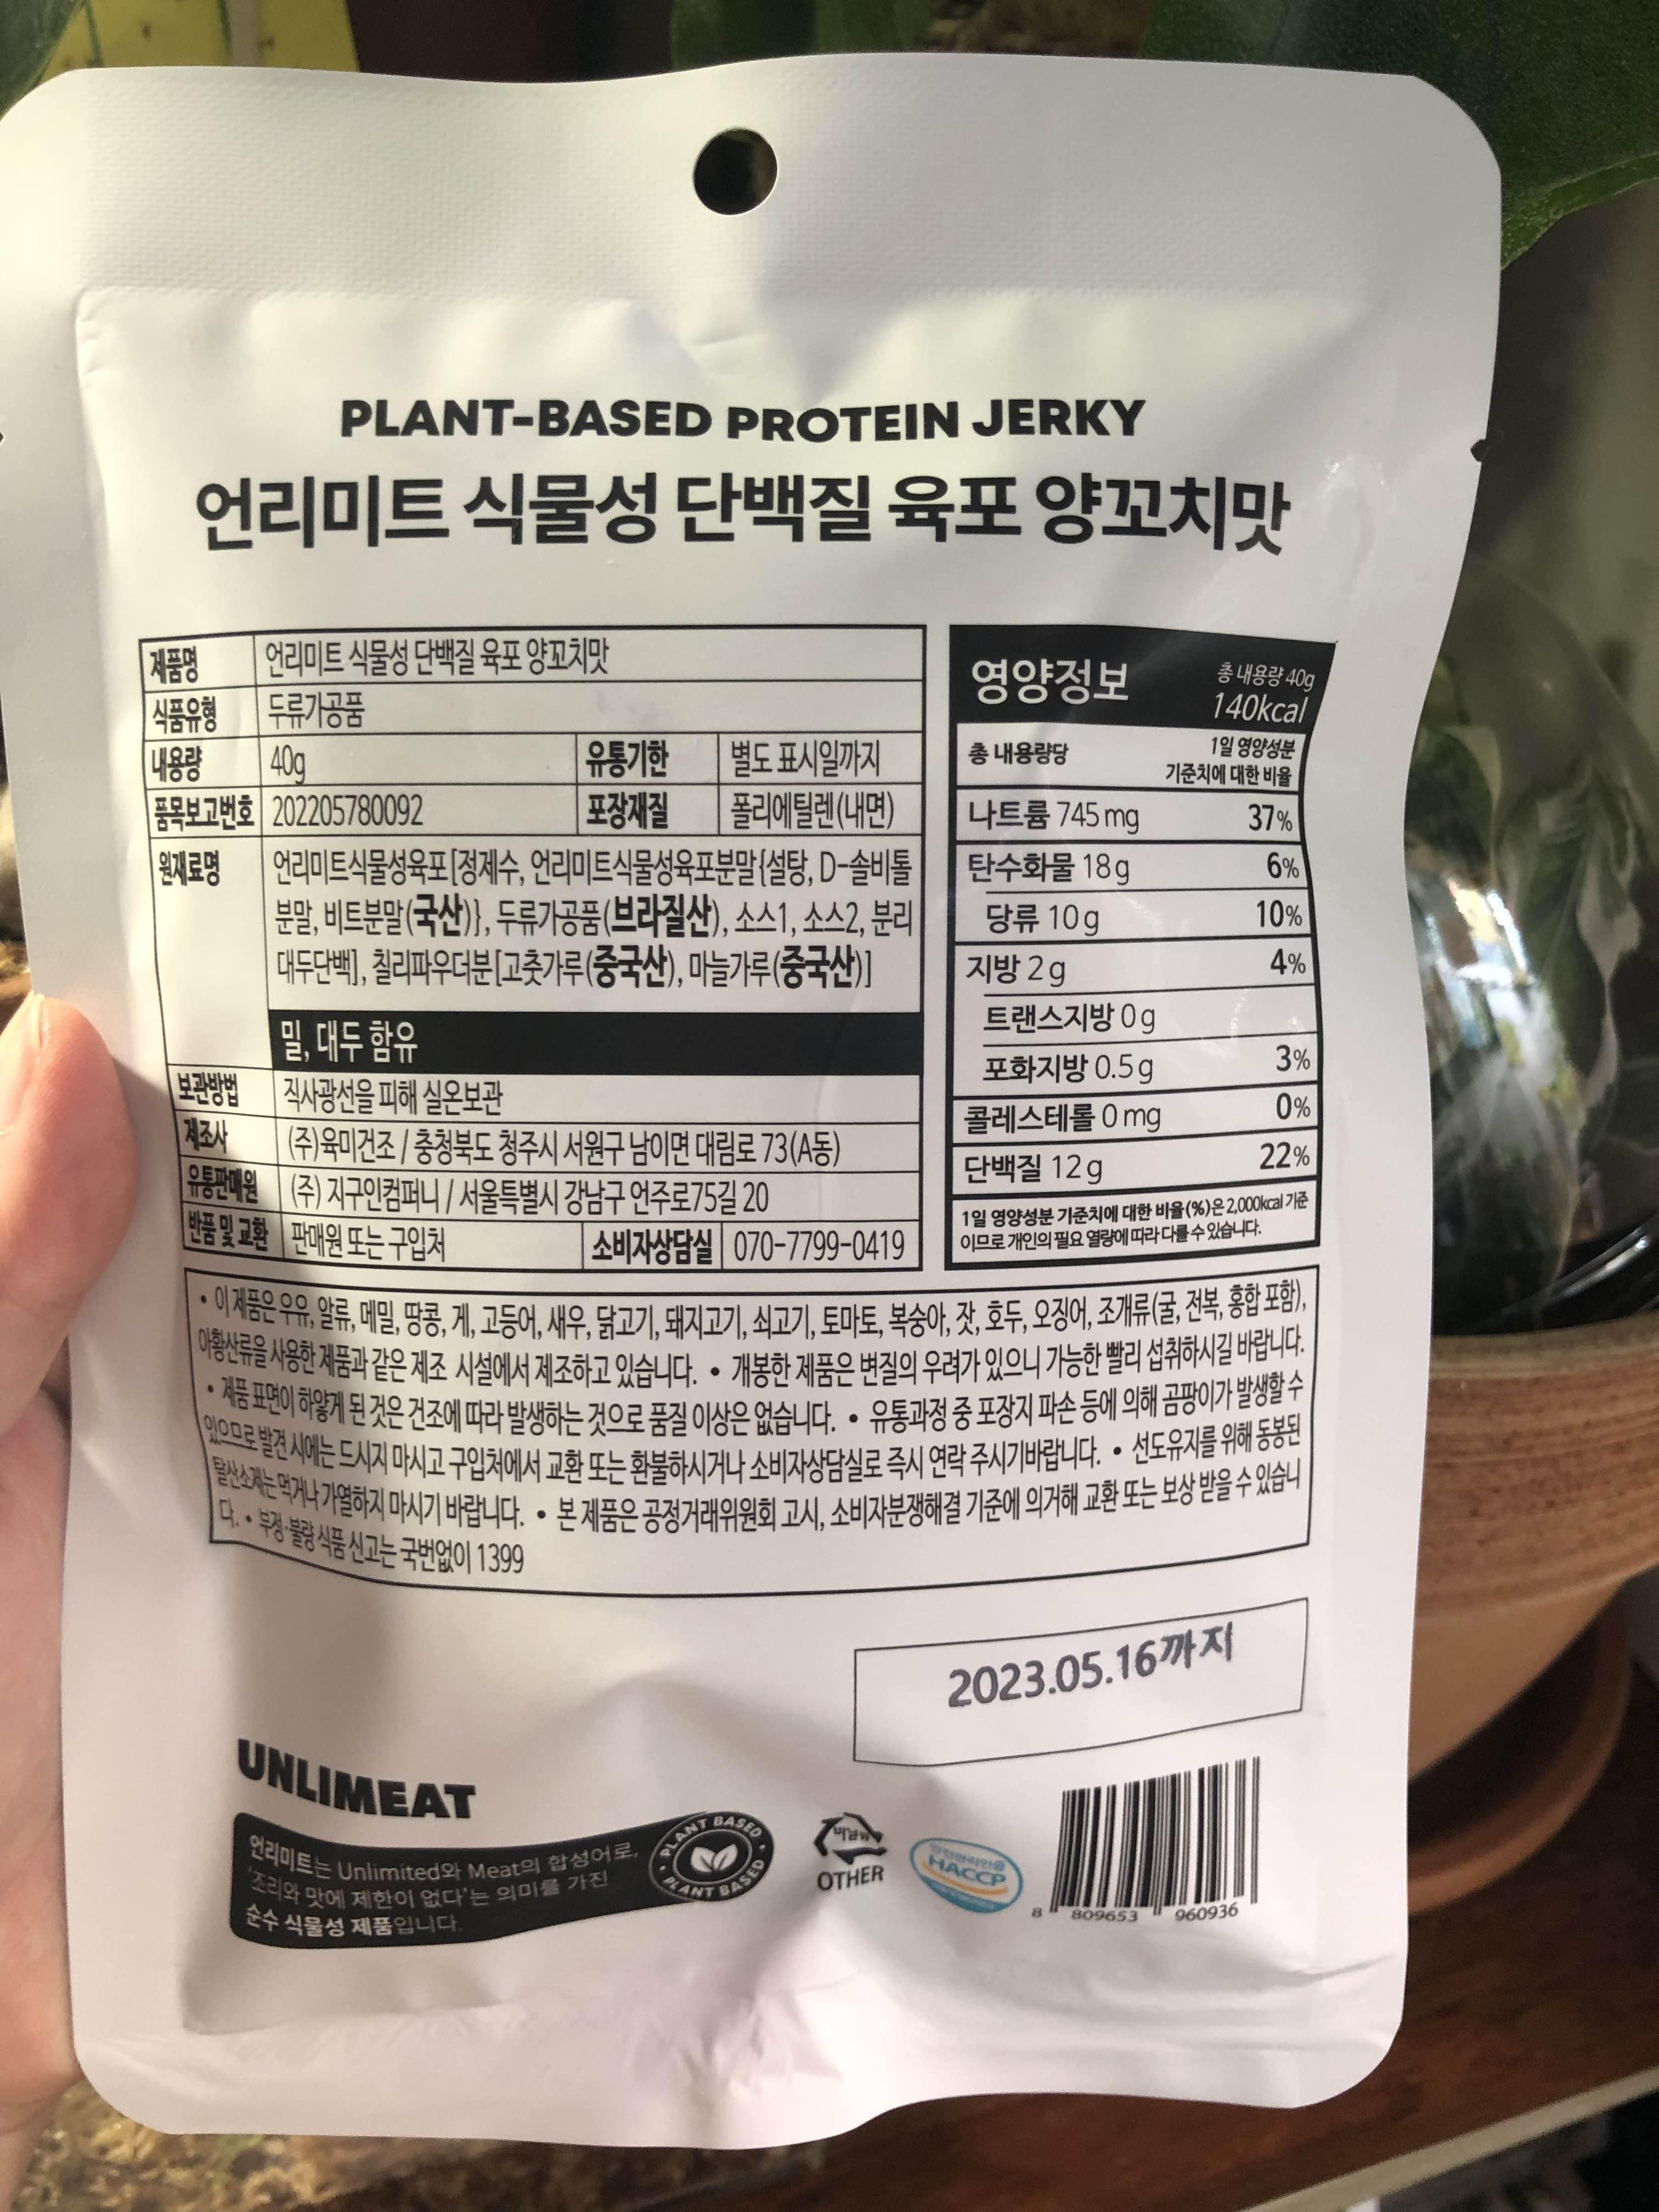 PLANT-BASED PROTEIN JERKY
언리미트 식물성 단백질 육포 양꼬치맛
제품명 언리미트 식물성 단백질 육포 양꼬치맛
식품유형 두류가공품
내용량 40g 유통기한 별도 표시일까지
품목보고번호 202205780092 포장재질 폴리에틸렌(내면)
원재료명 언리미트식물성육포[정제수, 언리미트식물성육포분말{설탕, D-솔비톨
분말, 비트분말(국산)}, 두류가공품(브라질산), 소스1, 소스2, 분리
대두단백], 칠리파우더분[고춧가루(중국산), 마늘가루(중국산)]
밀, 대두 함유
보관방법 직사광선을 피해 실온보관
제조사 (주)육미건조 / 충청북도 청주시 서원구 남이면 대림로 73(A동)
유통판매원 (주) 지구인컴퍼니 / 서울특별시 강남구 언주로75길 20
반품 및 교환 판매원 또는 구입처 소비자상담실 070-7799-0419
영양정보 총 내용량 40g
140kcal
총 내용량당 1일 영양성분
기준치에 대한 비율
나트륨 745mg 37%
탄수화물 18g 6%
당류 10g 10%
지방 2g 4%
트랜스지방 0g
포화지방 0.5g 3%
콜레스테롤 0mg 0%
단백질 12g 22%
1일 영양성분 기준치에 대한 비율(%)은 2,000kcal 기준
이므로 개인의 필요 열량에 따라 다를 수 있습니다.
• 이 제품은 우유, 알류, 메밀, 땅콩, 게, 고등어, 새우, 닭고기, 돼지고기, 쇠고기, 토마토, 복숭아, 잣, 호두, 오징어, 조개류(굴, 전복, 홍합 포함),
아황산류을 사용한 제품과 같은 제조 시설에서 제조하고 있습니다. • 개봉한 제품은 변질의 우려가 있으니 가능한 빨리 섭취하시길 바랍니다.
• 제품 표면이 하얗게 된 것은 건조에 따라 발생하는 것으로 품질 이상은 없습니다. • 유통과정 중 포장지 파손 등에 의해 곰팡이가 발생할 수
있으므로 발견 시에는 드시지 마시고 구입처에서 교환 또는 환불하시거나 소비자상담실로 즉시 연락 주시기바랍니다. • 선도유지를 위해 동봉된
탈산소제는 먹거나 가열하지 마시기 바랍니다. • 본 제품은 공정거래위원회 고시, 소비자분쟁해결 기준에 의거해 교환 또는 보상 받을 수 있습니
다. • 부정·불량 식품 신고는 국번없이 1399
2023.05.16까지
UNLIMEAT
언리미트는 Unlimited와 Meat의 합성어로,
'조리와 맛에 제한이 없다'는 의미를 가진
순수 식물성 제품입니다.
PLANT BASED
PLANT BASED
OTHER
HACCP
8 809653 960936